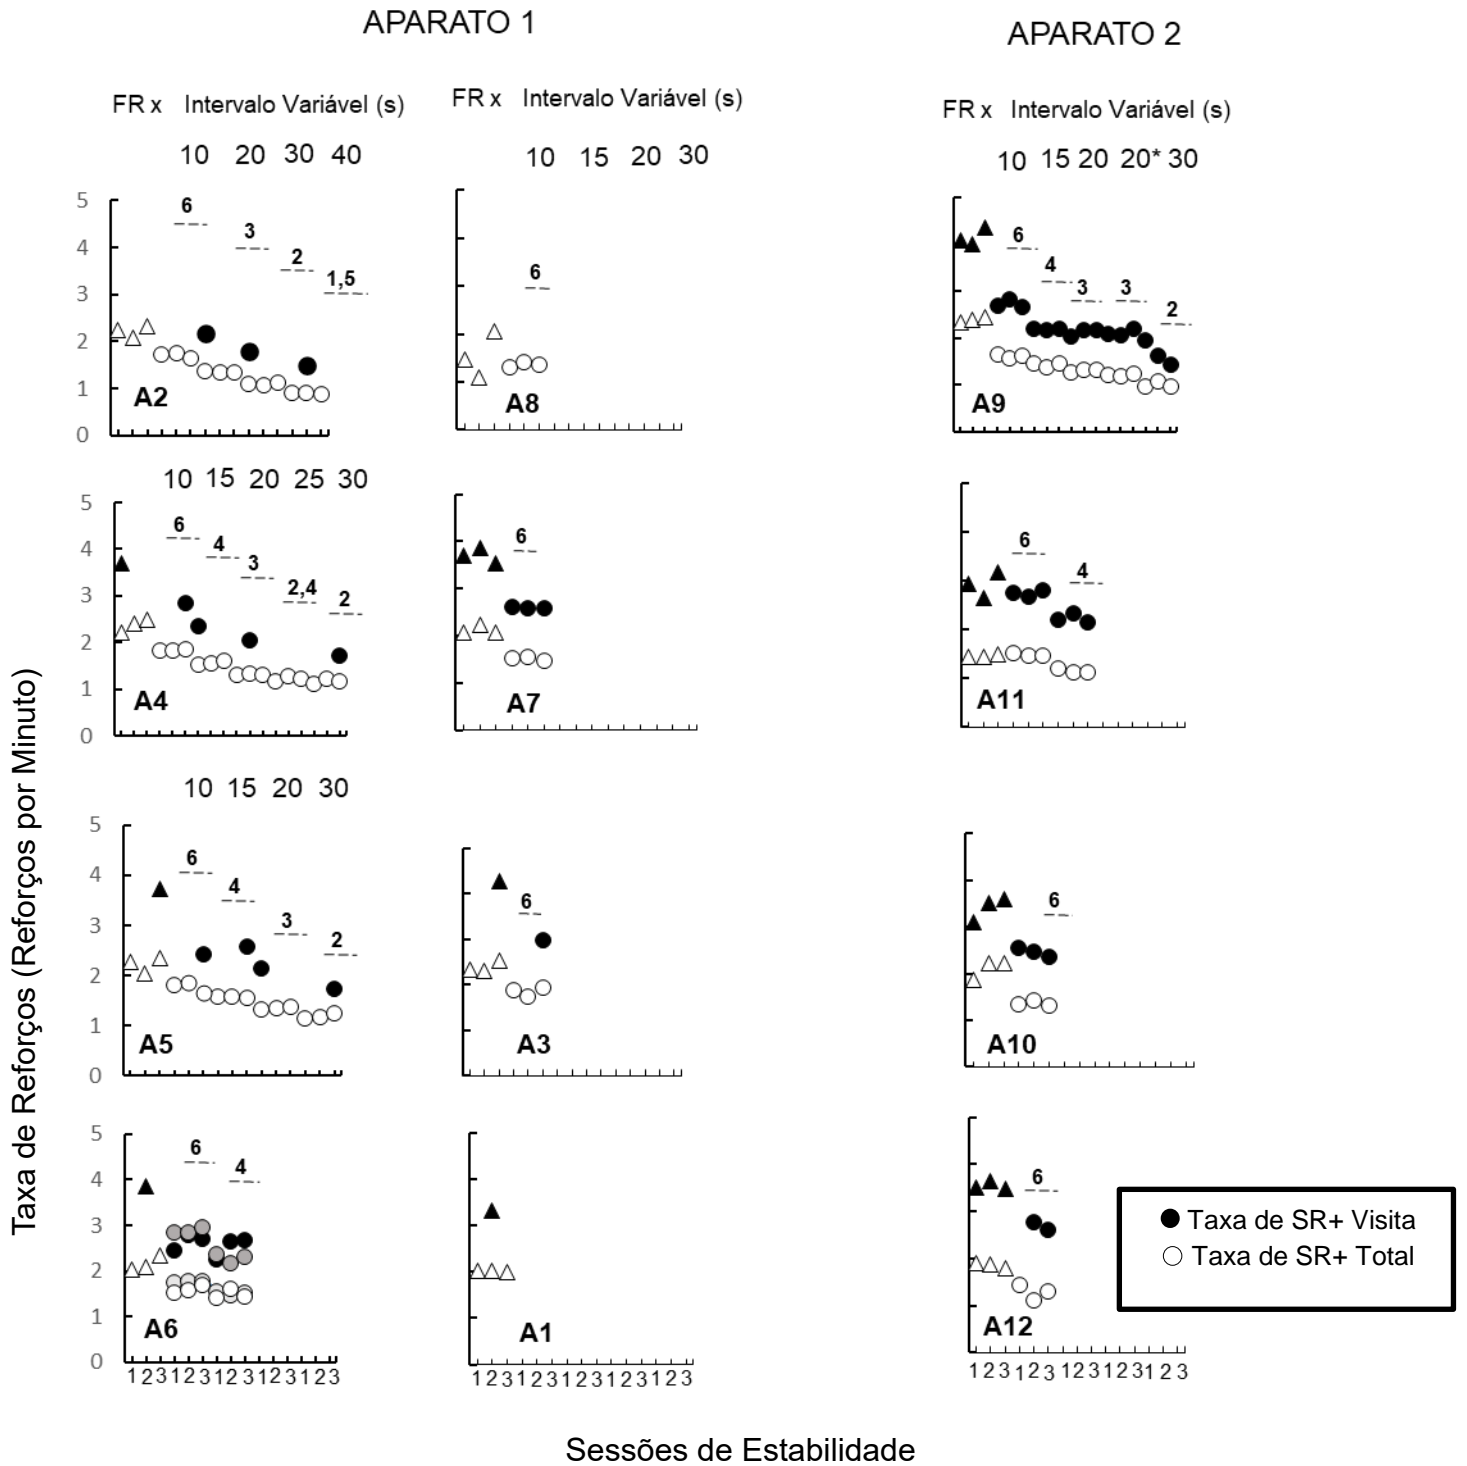 APARATO 1
APARATO 2
FR x Intervalo Variável (s)
FR x Intervalo Variável (s)
FR x Intervalo Variável (s)
10 20 30 40
10 15 20 30
10 15 20 20* 30
5
4
3
2
1
0
6
3
2
1,5
A2
6
A8
6
4
3
3
2
A9
10 15 20 25 30
5
4
3
2
1
0
6
4
3
2,4
2
A4
6
A7
6
4
A11
10 15 20 30
5
4
3
2
1
0
6
4
3
2
A5
6
A3
6
A10
5
4
3
2
1
0
6
4
A6
A1
6
A12
1 2 3 1 2 3 1 2 3 1 2 3 1 2 3
1 2 3 1 2 3 1 2 3 1 2 3 1 2 3
1 2 3 1 2 3 1 2 3 1 2 3 1 2 3
Taxa de SR+ Visita
Taxa de SR+ Total
Taxa de Reforços (Reforços por Minuto)
Sessões de Estabilidade